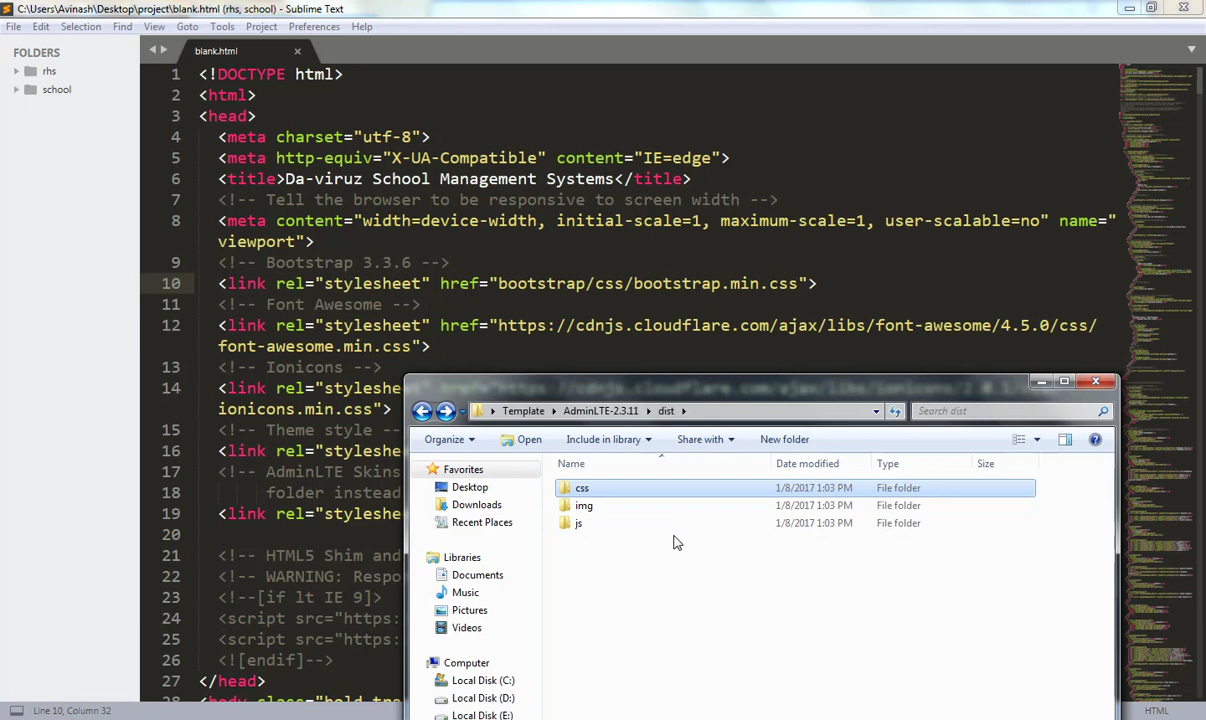 C:\Users\Avinash\Desktop\project\blank.html (rhs, school) - Sublime Text
File Edit Selection Find View Goto Tools Project Preferences Help
FOLDERS
rhs
school
blank.html
1 <!DOCTYPE html>
2 <html>
3 <head>
4 <meta charset="utf-8">
5 <meta http-equiv="X-UA-Compatible" content="IE=edge">
6 <title>Da-viruz School Management Systems</title>
7 <!-- Tell the browser to be responsive to screen width -->
8 <meta content="width=device-width, initial-scale=1, maximum-scale=1, user-scalable=no" name="
viewport">
9 <!-- Bootstrap 3.3.6 -->
10 <link rel="stylesheet" href="bootstrap/css/bootstrap.min.css">
11 <!-- Font Awesome -->
12 <link rel="stylesheet" href="https://cdnjs.cloudflare.com/ajax/libs/font-awesome/4.5.0/css/
font-awesome.min.css">
13 <!-- Ionicons -->
14 <link rel="stylesheet
ionicons.min.css">
15 <!-- Theme style --
16 <link rel="stylesheet
17 <!-- AdminLTE Skins
18 folder instead
19 <link rel="stylesheet
20
21 <!-- HTML5 Shim and
22 <!-- WARNING: Respo
23 <!--[if lt IE 9]>
24 <script src="https:
25 <script src="https:
26 <![endif]-->
27 </head>
28
Template AdminLTE-2.3.11 dist
Search dist
Organize Open Include in library Share with New folder
Name Date modified Type Size
css 1/8/2017 1:03 PM File folder
img 1/8/2017 1:03 PM File folder
js 1/8/2017 1:03 PM File folder
Favorites
Desktop
Downloads
Recent Places
Libraries
Documents
Music
Pictures
Videos
Computer
Local Disk (C:)
Local Disk (D:)
Local Disk (E:)
Line 10, Column 32
HTML